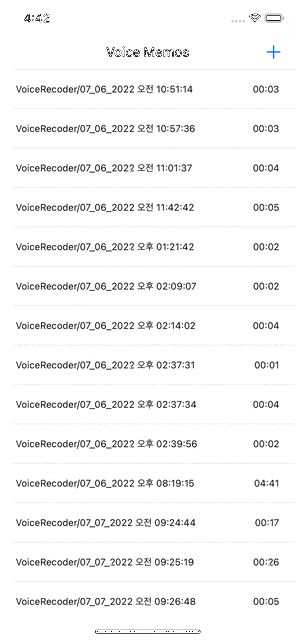 4:42
Voice Memos
VoiceRecoder/07_06_2022 오전 10:51:14 00:03
VoiceRecoder/07_06_2022 오전 10:57:36 00:03
VoiceRecoder/07_06_2022 오전 11:01:37 00:04
VoiceRecoder/07_06_2022 오전 11:42:42 00:05
VoiceRecoder/07_06_2022 오후 01:21:42 00:02
VoiceRecoder/07_06_2022 오후 02:09:07 00:02
VoiceRecoder/07_06_2022 오후 02:14:02 00:04
VoiceRecoder/07_06_2022 오후 02:37:31 00:01
VoiceRecoder/07_06_2022 오후 02:37:34 00:04
VoiceRecoder/07_06_2022 오후 02:39:56 00:02
VoiceRecoder/07_06_2022 오후 08:19:15 04:41
VoiceRecoder/07_07_2022 오전 09:24:44 00:17
VoiceRecoder/07_07_2022 오전 09:25:19 00:26
VoiceRecoder/07_07_2022 오전 09:26:48 00:05